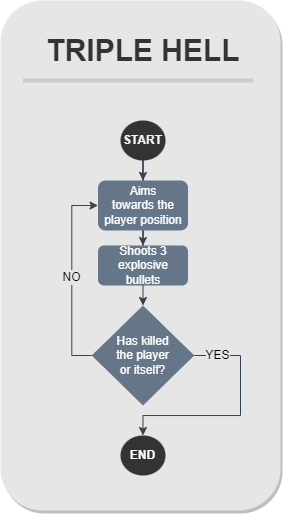 TRIPLE HELL
START
Aims
towards the
player position
Shoots 3
explosive
bullets
NO
Has killed
the player
or itself?
YES
END